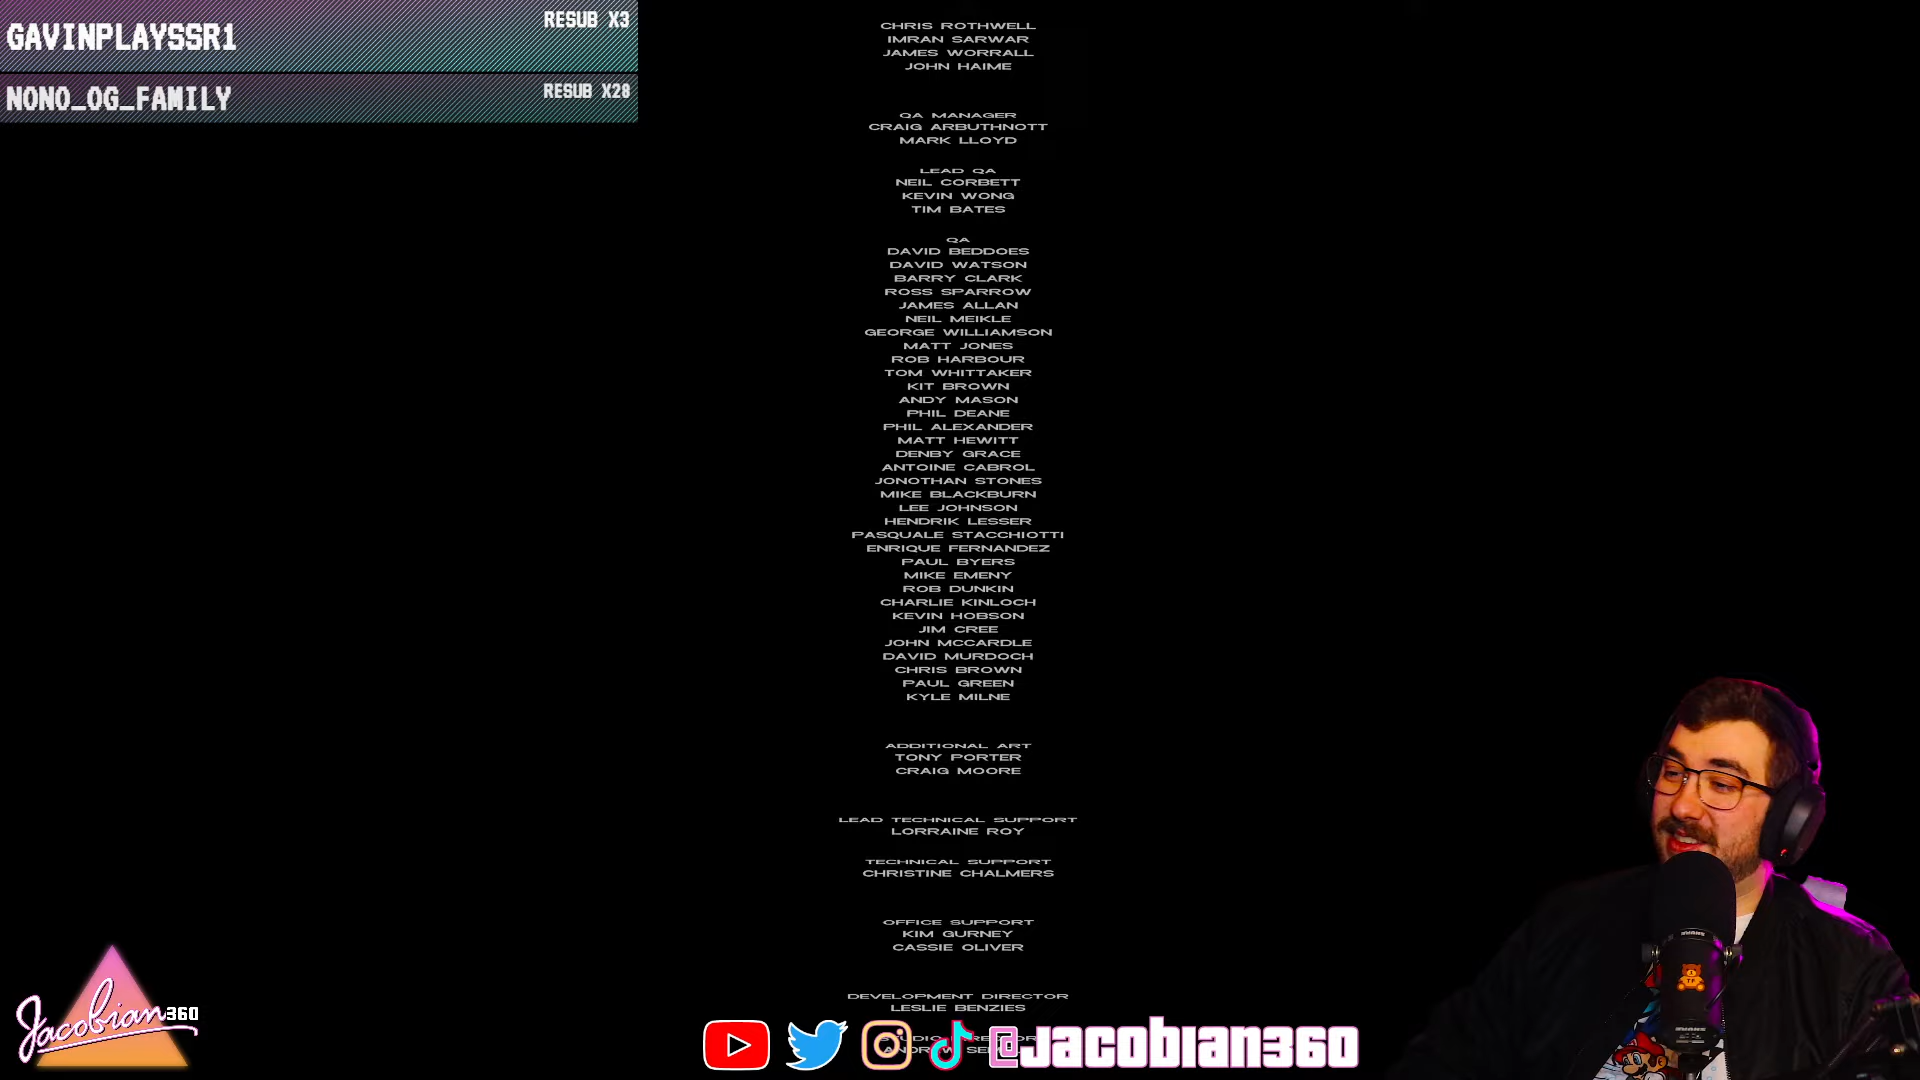 GAVINPLAYSSR1
RESUB X3
NONO_OG_FAMILY
RESUB X28
CHRIS ROTHWELL
IMRAN SARWAR
JAMES WORRALL
JOHN HAIME
QA MANAGER
CRAIG ARBUTHNOTT
MARK LLOYD
LEAD QA
NEIL CORBETT
KEVIN WONG
TIM BATES
QA
DAVID BEDDOES
DAVID WATSON
BARRY CLARK
ROSS SPARROW
JAMES ALLAN
NEIL MEIKLE
GEORGE WILLIAMSON
MATT JONES
ROB HARBOUR
TOM WHITTAKER
KIT BROWN
ANDY MASON
PHIL DEANE
PHIL ALEXANDER
MATT HEWITT
DENBY GRACE
ANTOINE CABROL
JONOTHAN STONES
MIKE BLACKBURN
LEE JOHNSON
HENDRIK LESSER
PASQUALE STACCHIOTTI
ENRIQUE FERNANDEZ
PAUL BYERS
MIKE EMENY
ROB DUNKIN
CHARLIE KINLOCH
KEVIN HOBSON
JIM CREE
JOHN MCCARDLE
DAVID MURDOCH
CHRIS BROWN
PAUL GREEN
KYLE MILNE
ADDITIONAL ART
TONY PORTER
CRAIG MOORE
LEAD TECHNICAL SUPPORT
LORRAINE ROY
TECHNICAL SUPPORT
CHRISTINE CHALMERS
OFFICE SUPPORT
KIM GURNEY
CASSIE OLIVER
DEVELOPMENT DIRECTOR
LESLIE BENZIES
Jacobian360
@Jacobian360